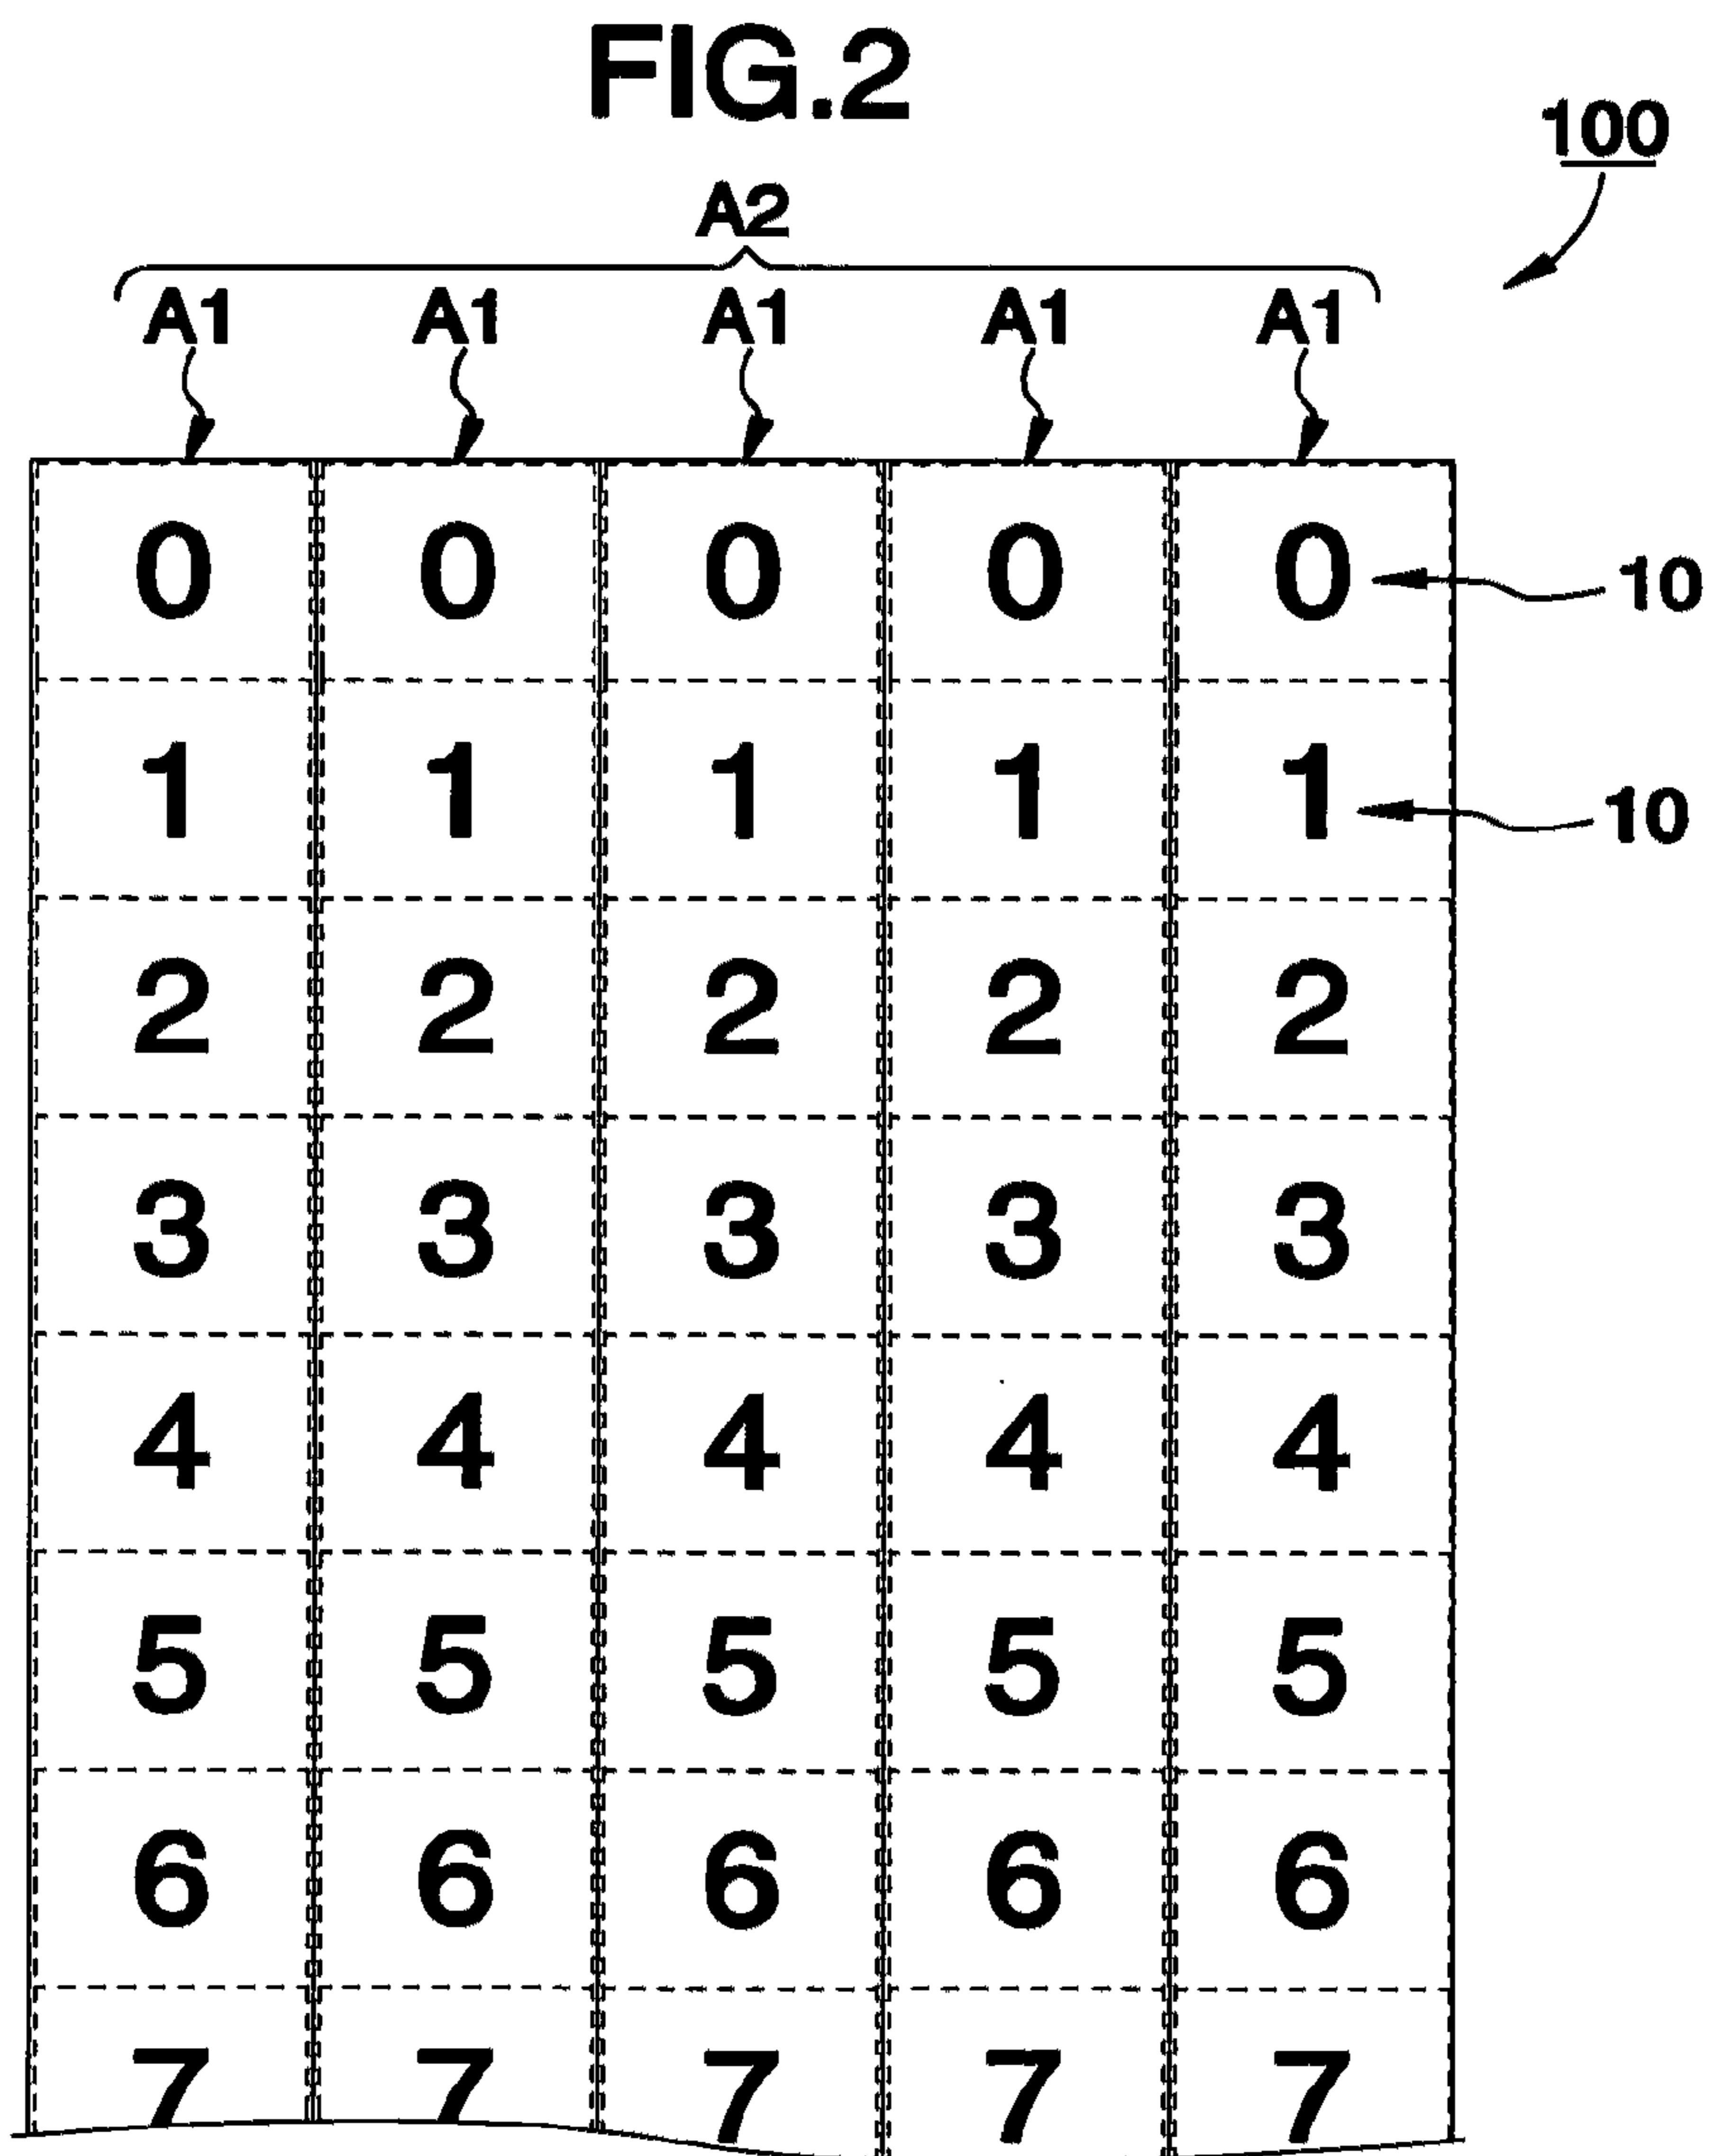 FIG.2
100
A2
A1 A1 A1 A1 A1
0 0 0 0 0 10
1 1 1 1 1 10
2 2 2 2 2
3 3 3 3 3
4 4 4 4 4
5 5 5 5 5
6 6 6 6 6
7 7 7 7 7